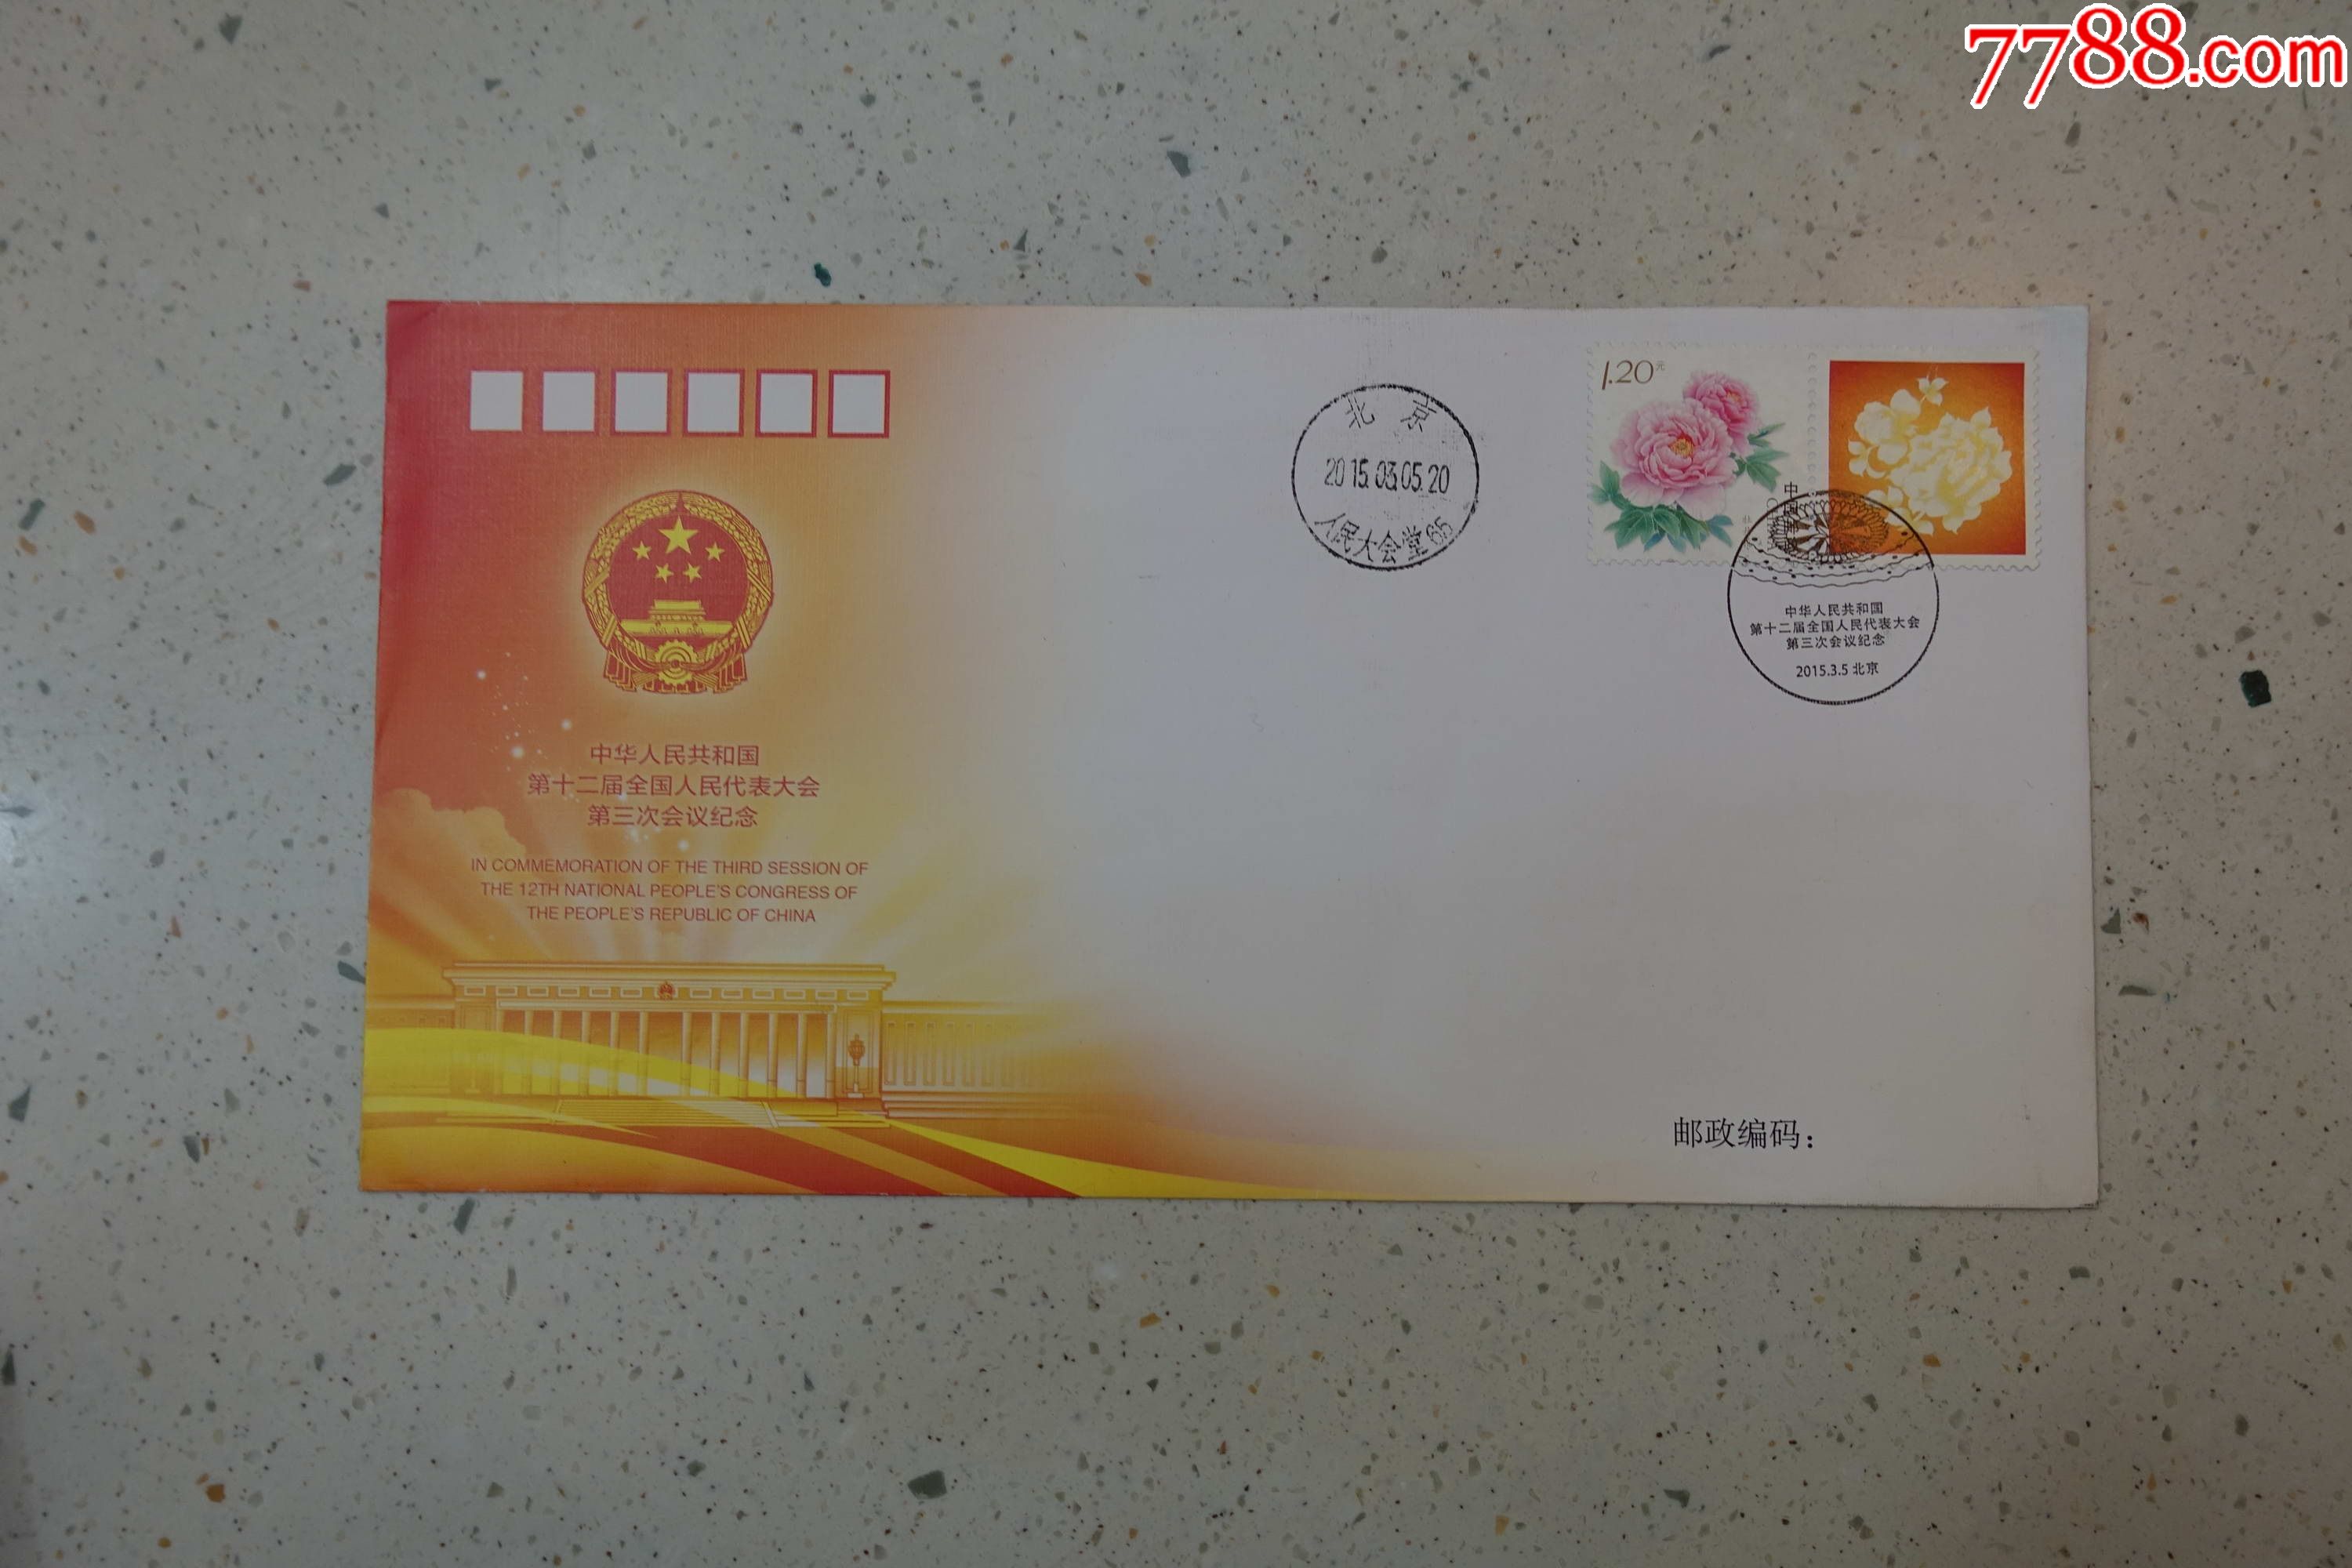 7788.com
1.20元
北京
2015.03.05.20
人民大会堂65
中华人民共和国
第十二届全国人民代表大会
第三次会议纪念
2015.3.5 北京
中华人民共和国
第十二届全国人民代表大会
第三次会议纪念
IN COMMEMORATION OF THE THIRD SESSION OF
THE 12TH NATIONAL PEOPLE'S CONGRESS OF
THE PEOPLE'S REPUBLIC OF CHINA
邮政编码：